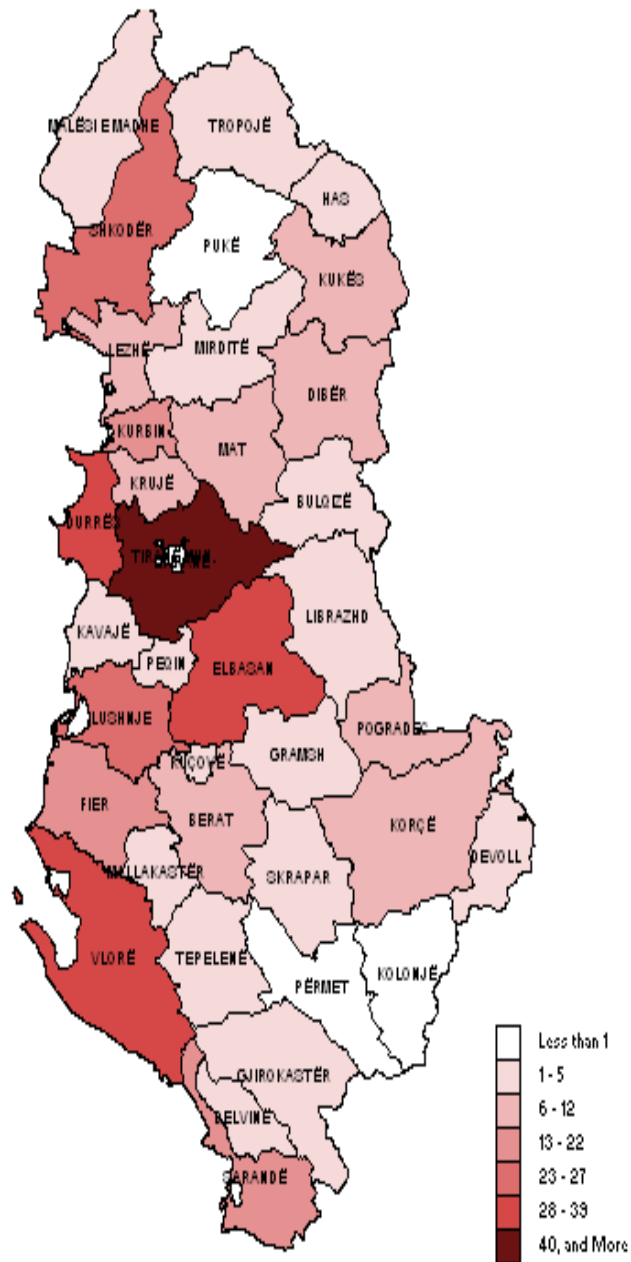 MALËSI E MADHE
TROPOJË
HAS
SHKODËR
PUKË
KUKËS
LEZHË
MIRDITË
DIBËR
KURBIN
MAT
KRUJË
BULQIZË
DURRËS
LIBRAZHD
KAVAJË
PEQIN
ELBASAN
LUSHNJE
POGRADEC
KUÇOVË
GRAMSH
FIER
BERAT
KORÇË
MALLAKASTËR
SKRAPAR
DEVOLL
VLORË
TEPELENË
PËRMET
KOLONJË
GJIROKASTËR
DELVINË
SARANDË
Less than 1
1 - 5
6 - 12
13 - 22
23 - 27
28 - 39
40, and More